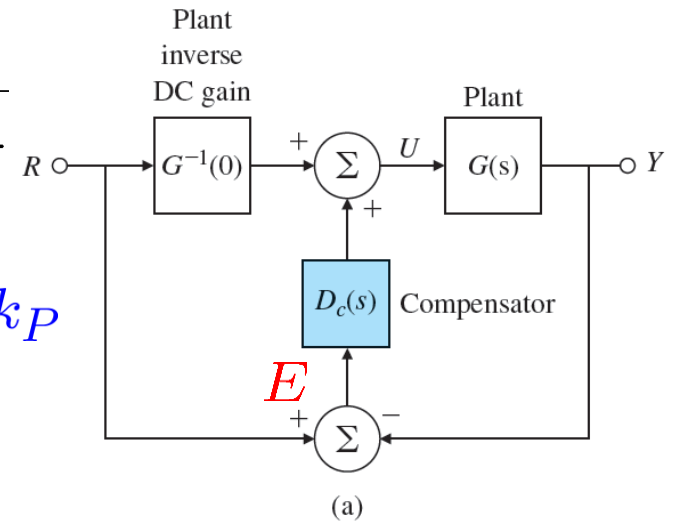 Plant
inverse
DC gain
Plant
R
G⁻¹(0)
+
Σ
U
G(s)
Y
+
D_c(s)
Compensator
k_P
E
+
−
Σ
(a)